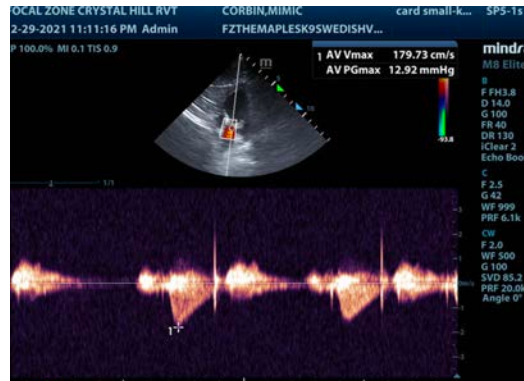 OCAL ZONE CRYSTAL HILL RVT CORBIN,MIMIC card small-k... SP5-1s
2-29-2021 11:11:16 PM Admin FZTHEMAPLESK9SWEDISHV...
P 100.0% MI 0.1 TIS 0.9
1 AV Vmax 179.73 cm/s
AV PGmax 12.92 mmHg
mindr
M8 Elite
B
F FH3.8
D 14.0
G 100
FR 40
DR 130
iClear 2
Echo Boo
-93.8
1/1
C
F 2.5
G 42
WF 999
PRF 6.1k
CW
F 2.0
WF 500
G 100
SVD 85.2
PRF 20.0k
Angle 0°
1